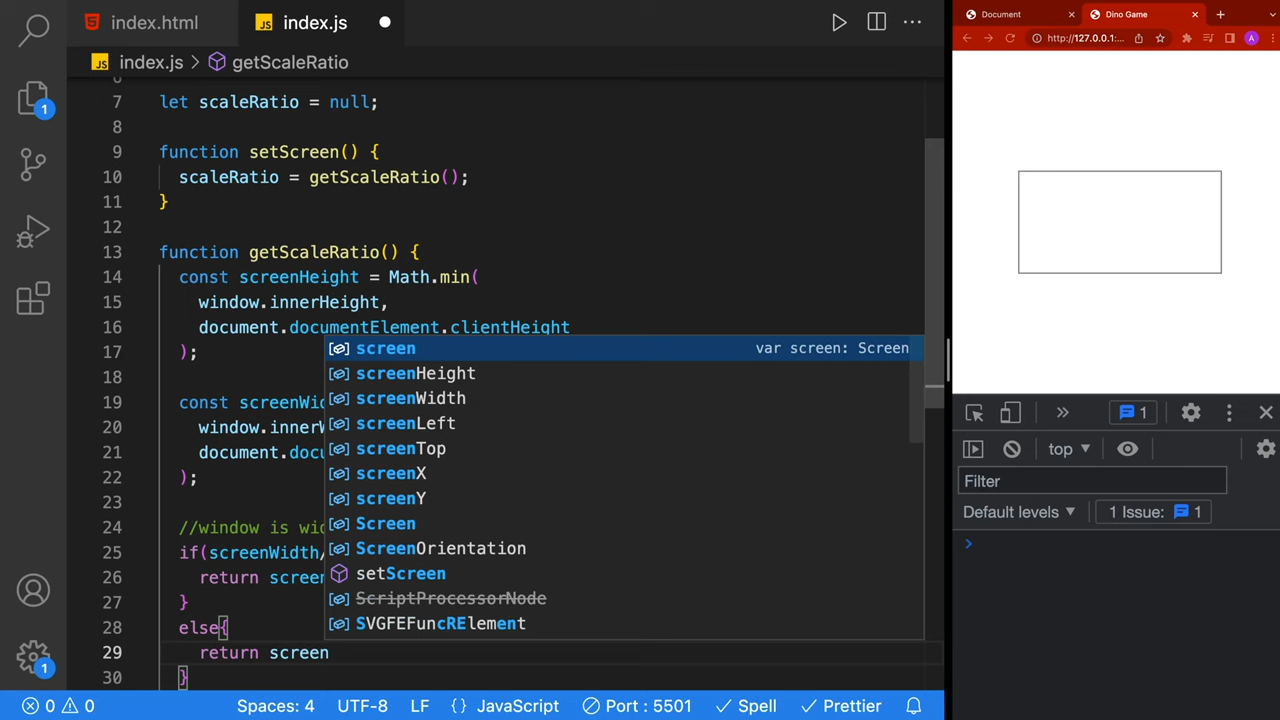 index.html
index.js
index.js > getScaleRatio
7 let scaleRatio = null;
8
9 function setScreen() {
10 scaleRatio = getScaleRatio();
11 }
12
13 function getScaleRatio() {
14 const screenHeight = Math.min(
15 window.innerHeight,
16 document.documentElement.clientHeight
17 );
18
19 const screenWid
20 window.innerW
21 document.docu
22 );
23
24 //window is wid
25 if(screenWidth/
26 return screen
27 }
28 else{
29 return screen
30 }
screen var screen: Screen
screenHeight
screenWidth
screenLeft
screenTop
screenX
screenY
Screen
ScreenOrientation
setScreen
ScriptProcessorNode
SVGFEFuncRElement
1
1
0 0 Spaces: 4 UTF-8 LF {} JavaScript Port : 5501 Spell Prettier
Document
Dino Game
http://127.0.0.1:...
A
1
top
Filter
Default levels
1 Issue: 1